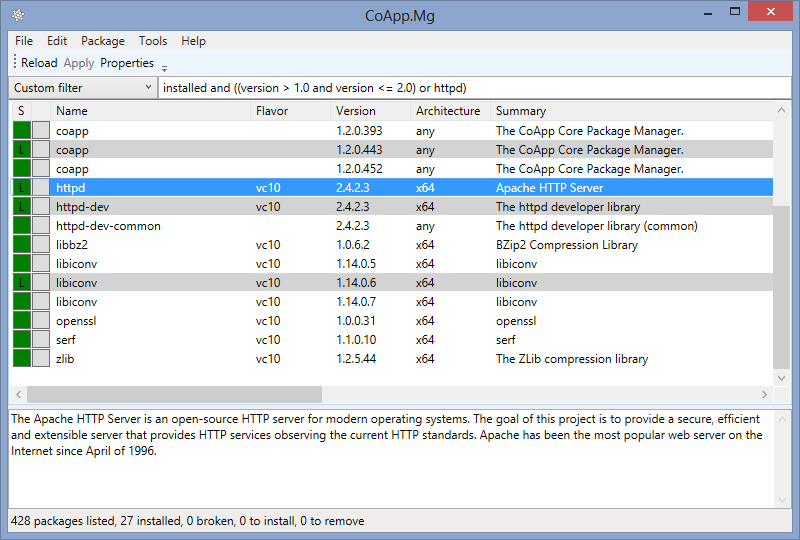 CoApp.Mg
File Edit Package Tools Help
Reload Apply Properties
Custom filter installed and ((version > 1.0 and version <= 2.0) or httpd)
S Name Flavor Version Architecture Summary
coapp 1.2.0.393 any The CoApp Core Package Manager.
L coapp 1.2.0.443 any The CoApp Core Package Manager.
coapp 1.2.0.452 any The CoApp Core Package Manager.
L httpd vc10 2.4.2.3 x64 Apache HTTP Server
L httpd-dev vc10 2.4.2.3 x64 The httpd developer library
httpd-dev-common 2.4.2.3 any The httpd developer library (common)
libbz2 vc10 1.0.6.2 x64 BZip2 Compression Library
libiconv vc10 1.14.0.5 x64 libiconv
L libiconv vc10 1.14.0.6 x64 libiconv
libiconv vc10 1.14.0.7 x64 libiconv
openssl vc10 1.0.0.31 x64 openssl
serf vc10 1.1.0.10 x64 serf
zlib vc10 1.2.5.44 x64 The ZLib compression library
The Apache HTTP Server is an open-source HTTP server for modern operating systems. The goal of this project is to provide a secure, efficient
and extensible server that provides HTTP services observing the current HTTP standards. Apache has been the most popular web server on the
Internet since April of 1996.
428 packages listed, 27 installed, 0 broken, 0 to install, 0 to remove